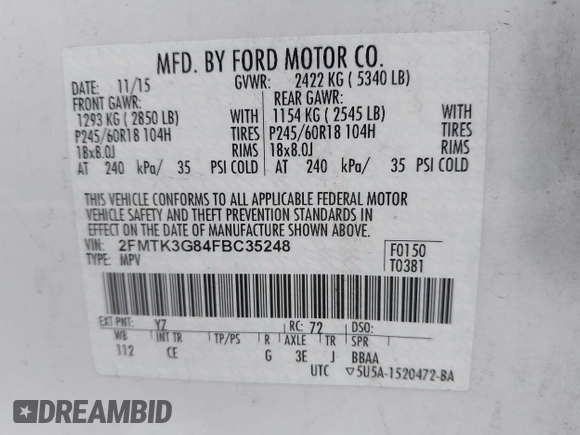 MFD. BY FORD MOTOR CO.
DATE: 11/15 GVWR: 2422 KG ( 5340 LB)
FRONT GAWR: REAR GAWR:
1293 KG ( 2850 LB) WITH 1154 KG ( 2545 LB) WITH
P245/60R18 104H TIRES P245/60R18 104H TIRES
18x8.0J RIMS 18x8.0J RIMS
AT 240 kPa/ 35 PSI COLD AT 240 kPa/ 35 PSI COLD
THIS VEHICLE CONFORMS TO ALL APPLICABLE FEDERAL MOTOR
VEHICLE SAFETY AND THEFT PREVENTION STANDARDS IN
EFFECT ON THE DATE OF MANUFACTURE SHOWN ABOVE.
VIN: 2FMTK3G84FBC35248 F0150
TYPE: MPV T0381
EXT PNT: YZ RC: 72 DSO:
WB INT TR TP/PS R AXLE TR SPR
112 CE G 3E J BBAA
UTC ▽5U5A-1520472-BA
DREAMBID